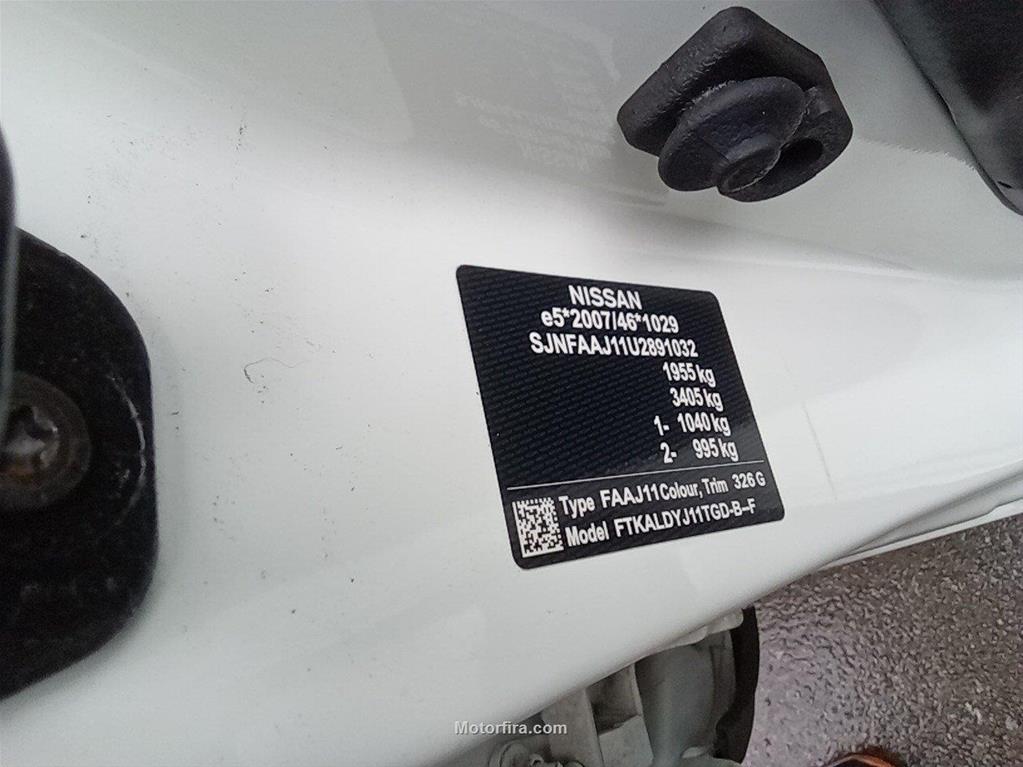 NISSAN
e5*2007/46*1029
SJNFAAJ11U2891032
1955 kg
3405 kg
1- 1040 kg
2- 995 kg
Type FAAJ11 Colour, Trim 326 G
Model FTKALDYJ11TGD-B--F
Motorfira.com